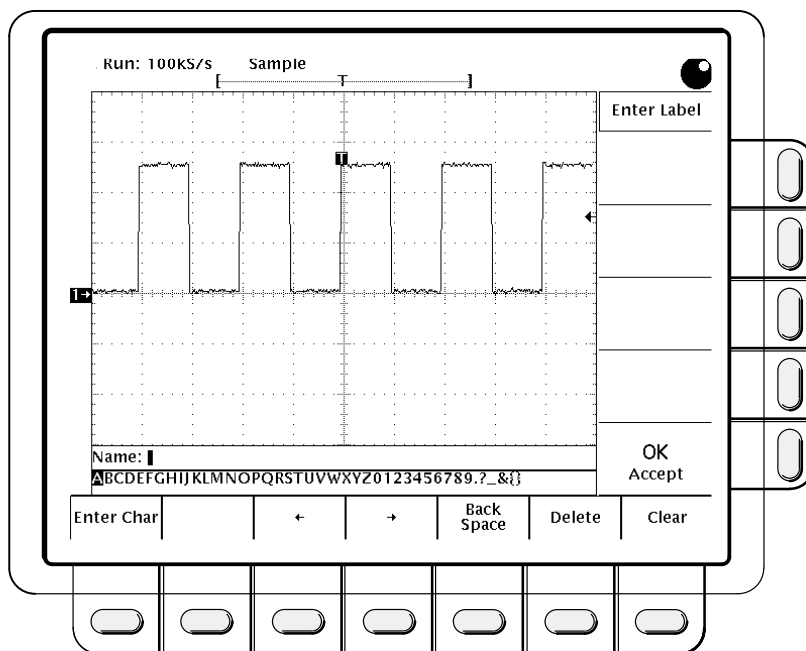 Run: 100kS/s Sample
[ T ]
Enter Label
T
←
1→
Name:
ABCDEFGHIJKLMNOPQRSTUVWXYZ0123456789.?_&{}
OK
Accept
Enter Char
←
→
Back
Space
Delete
Clear